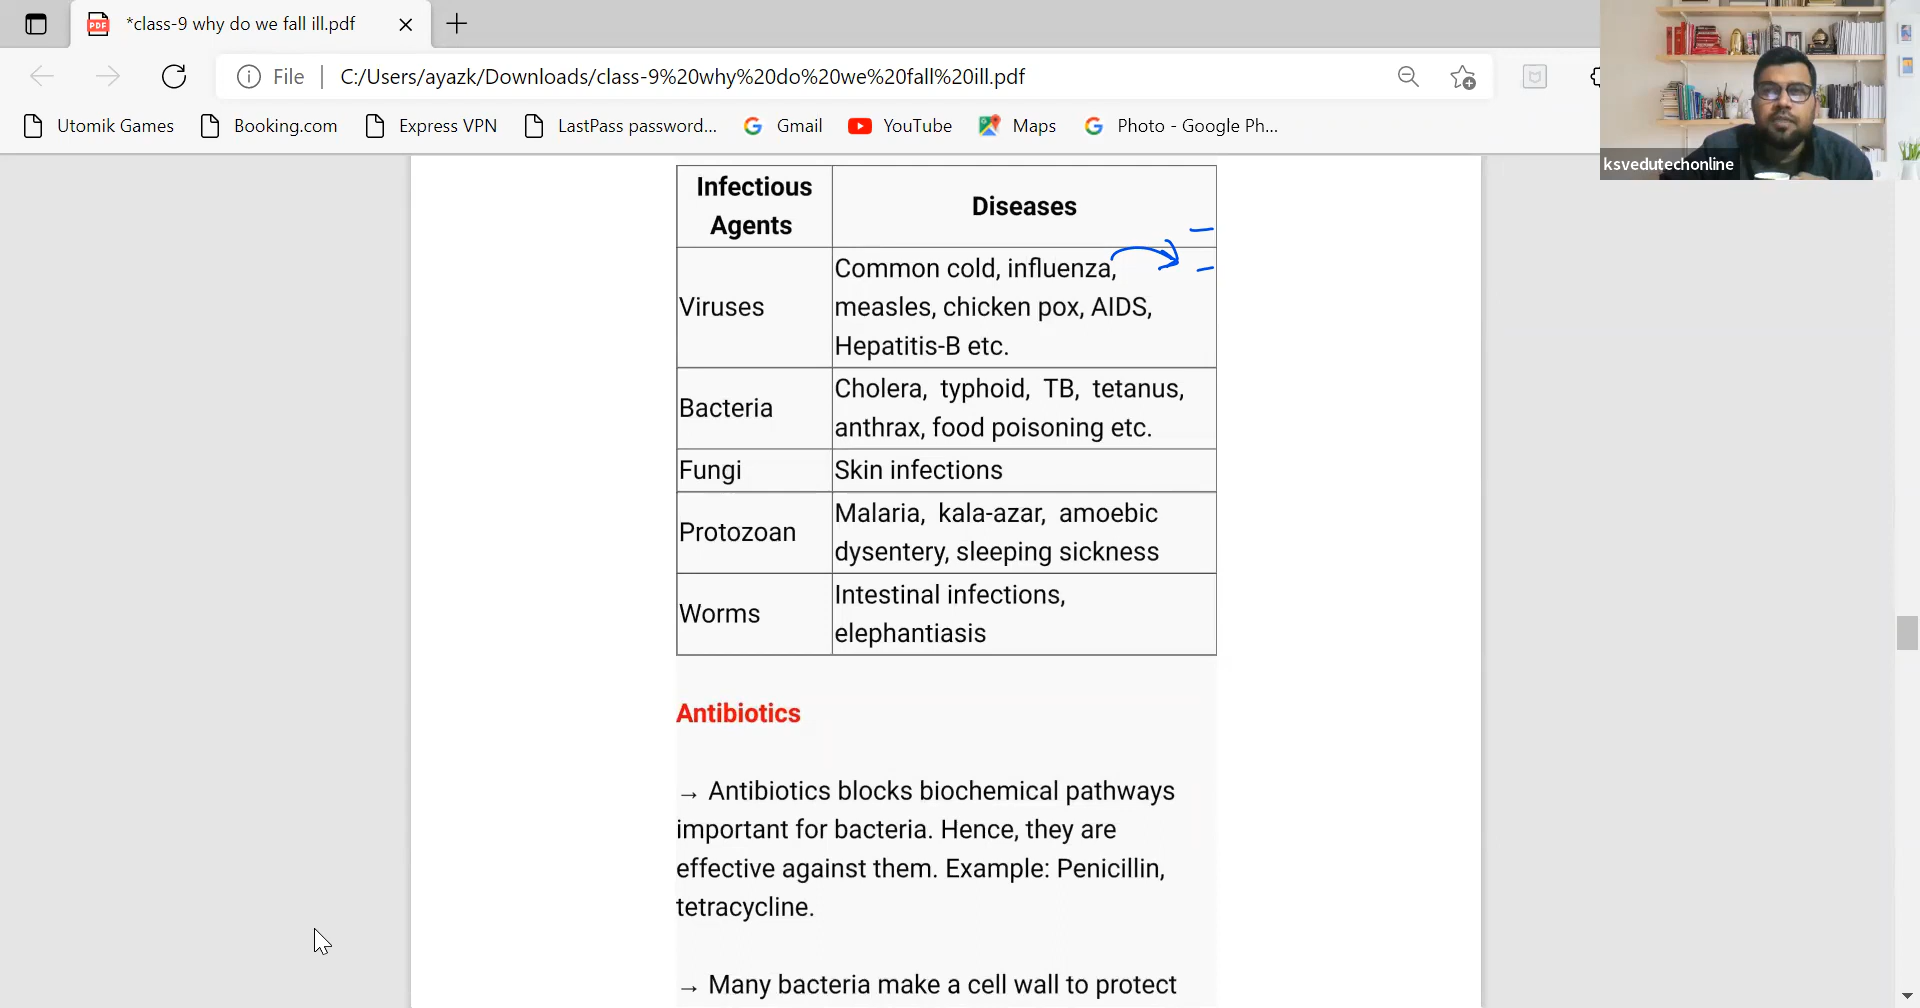 *class-9 why do we fall ill.pdf
File | C:/Users/ayazk/Downloads/class-9%20why%20do%20we%20fall%20ill.pdf
Utomik Games Booking.com Express VPN LastPass password... Gmail YouTube Maps Photo - Google Ph...
ksvedutechonline
Infectious Agents Diseases
Viruses Common cold, influenza,
measles, chicken pox, AIDS,
Hepatitis-B etc.
Bacteria Cholera, typhoid, TB, tetanus,
anthrax, food poisoning etc.
Fungi Skin infections
Protozoan Malaria, kala-azar, amoebic
dysentery, sleeping sickness
Worms Intestinal infections,
elephantiasis
Antibiotics
→ Antibiotics blocks biochemical pathways
important for bacteria. Hence, they are
effective against them. Example: Penicillin,
tetracycline.
→ Many bacteria make a cell wall to protect